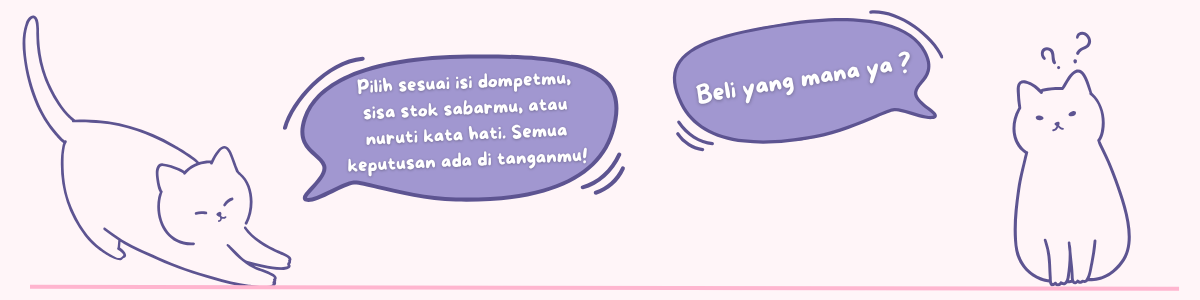 Pilih sesuai isi dompetmu,
sisa stok sabarmu, atau
nuruti kata hati. Semua
keputusan ada di tanganmu!
Beli yang mana ya ?
? ?